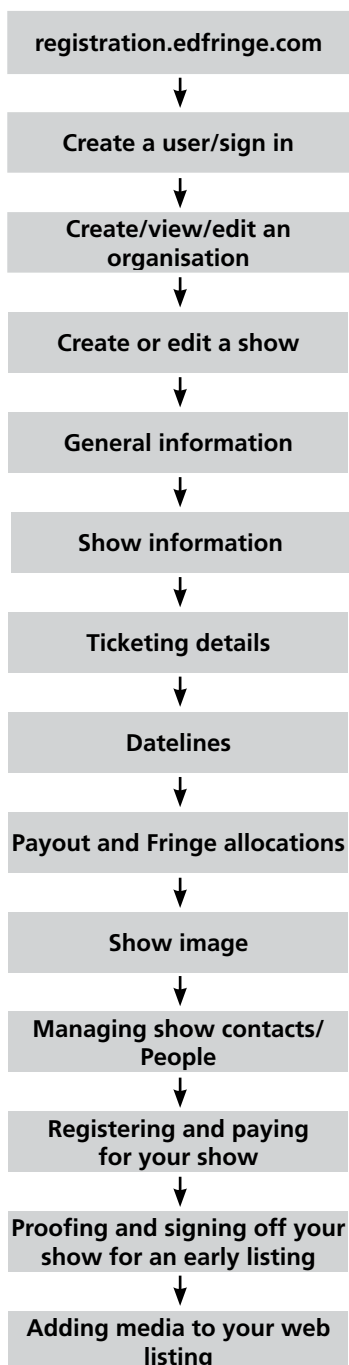 registration.edfringe.com
Create a user/sign in
Create/view/edit an
organisation
Create or edit a show
General information
Show information
Ticketing details
Datelines
Payout and Fringe allocations
Show image
Managing show contacts/
People
Registering and paying
for your show
Proofing and signing off your
show for an early listing
Adding media to your web
listing